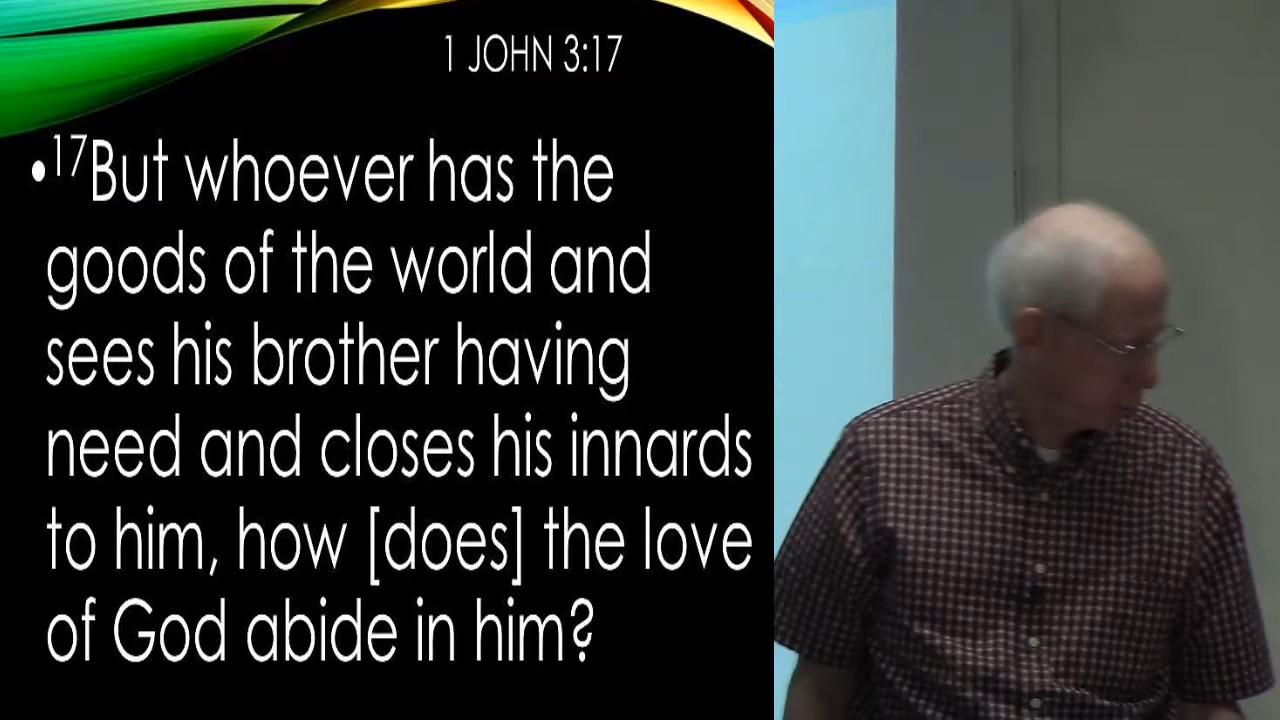 1 JOHN 3:17
•17But whoever has the
goods of the world and
sees his brother having
need and closes his innards
to him, how [does] the love
of God abide in him?